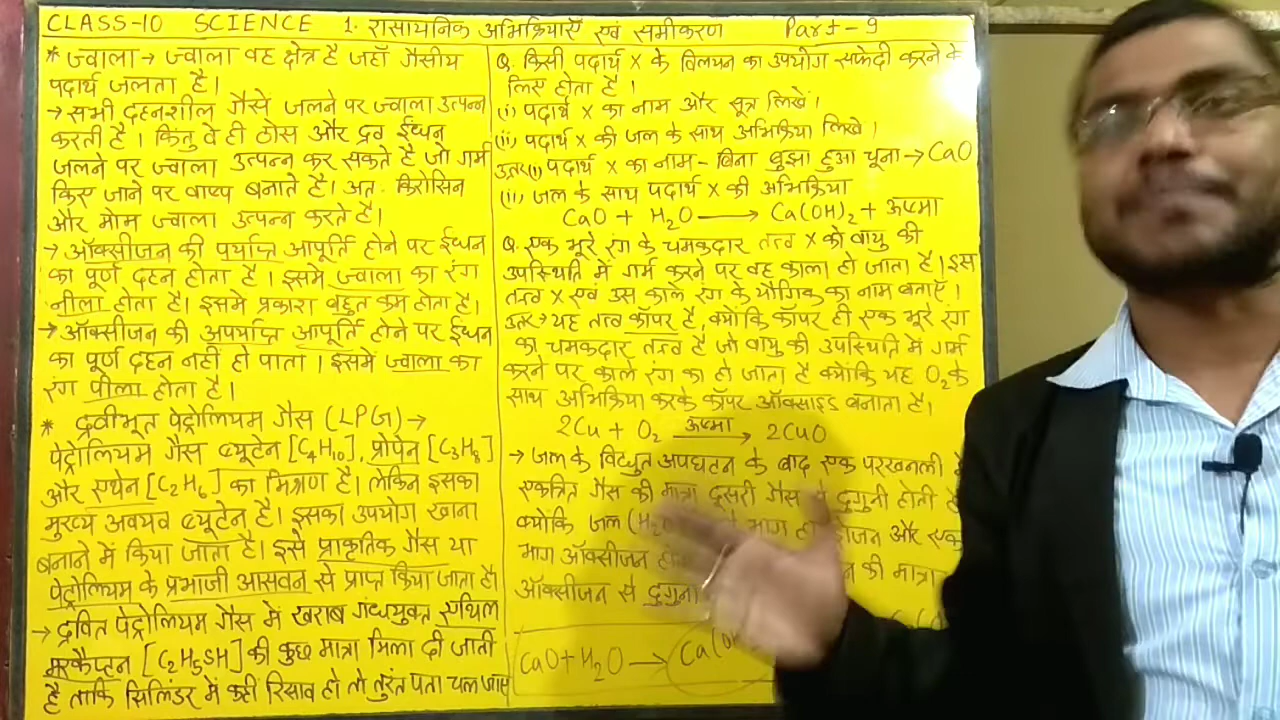 CLASS-10 SCIENCE 1. रासायनिक अभिक्रियाएँ एवं समीकरण Part-9
* ज्वाला → ज्वाला वह क्षेत्र है जहाँ गैसीय
पदार्थ जलता है।
→ सभी दहनशील गैसें जलने पर ज्वाला उत्पन्न
करती है। किंतु वे ही ठोस और द्रव ईंधन
जलने पर ज्वाला उत्पन्न कर सकते है जो गर्म
किए जाने पर वाष्प बनाते है। अतः किरोसिन
और मोम ज्वाला उत्पन्न करते है।
→ ऑक्सीजन की पर्याप्त आपूर्ति होने पर ईंधन
का पूर्ण दहन होता है। इसमें ज्वाला का रंग
नीला होता है। इसमें प्रकाश बहुत कम होता है।
→ ऑक्सीजन की अपर्याप्त आपूर्ति होने पर ईंधन
का पूर्ण दहन नहीं हो पाता। इसमें ज्वाला का
रंग पीला होता है।
* द्रवीभूत पेट्रोलियम गैस (LPG) →
पेट्रोलियम गैस ब्यूटेन [C₄H₁₀], प्रोपेन [C₃H₈]
और एथेन [C₂H₆] का मिश्रण है। लेकिन इसका
मुख्य अवयव ब्यूटेन है। इसका उपयोग खाना
बनाने में किया जाता है। इसे प्राकृतिक गैस या
पेट्रोलियम के प्रभाजी आसवन से प्राप्त किया जाता है।
→ द्रवित पेट्रोलियम गैस में खराब गंधयुक्त एथिल
मरकैप्टन [C₂H₅SH] की कुछ मात्रा मिला दी जाती
है ताकि सिलिंडर में कहीं रिसाव हो तो तुरंत पता चल जाए
Q. किसी पदार्थ X के विलयन का उपयोग सफेदी करने के
लिए होता है।
(i) पदार्थ X का नाम और सूत्र लिखें।
(ii) पदार्थ X की जल के साथ अभिक्रिया लिखे।
उत्तर(i) पदार्थ X का नाम - बिना बुझा हुआ चूना → CaO
(ii) जल के साथ पदार्थ X की अभिक्रिया
CaO + H₂O ⟶ Ca(OH)₂ + ऊष्मा
Q. एक भूरे रंग के चमकदार तत्त्व X को वायु की
उपस्थिति में गर्म करने पर वह काला हो जाता है। इस
तत्त्व X एवं उस काले रंग के यौगिक का नाम बताएँ।
उत्तर→ यह तत्त्व कॉपर है, क्योंकि कॉपर ही एक भूरे रंग
का चमकदार तत्त्व है जो वायु की उपस्थिति में गर्म
करने पर काले रंग का हो जाता है क्योंकि यह O₂ के
साथ अभिक्रिया करके कॉपर ऑक्साइड बनाता है।
2Cu + O₂ ऊष्मा⟶ 2CuO
→ जल के विद्युत अपघटन के बाद एक परखनली में
एकत्रित गैस की मात्रा दूसरी गैस से दुगुनी होती है
क्योंकि जल (H₂ भाग और एक
भाग ऑक्सीजन की मात्रा
ऑक्सीजन से दुगुना
CaO + H₂O ⟶ Ca(OH